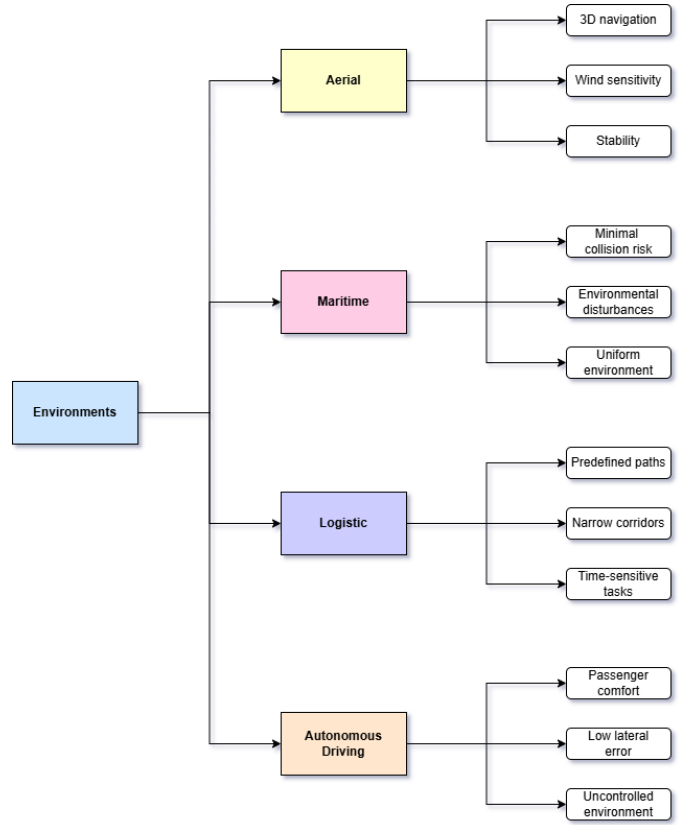 Environments
Aerial
3D navigation
Wind sensitivity
Stability
Maritime
Minimal
collision risk
Environmental
disturbances
Uniform
environment
Logistic
Predefined paths
Narrow corridors
Time-sensitive
tasks
Autonomous
Driving
Passenger
comfort
Low lateral
error
Uncontrolled
environment